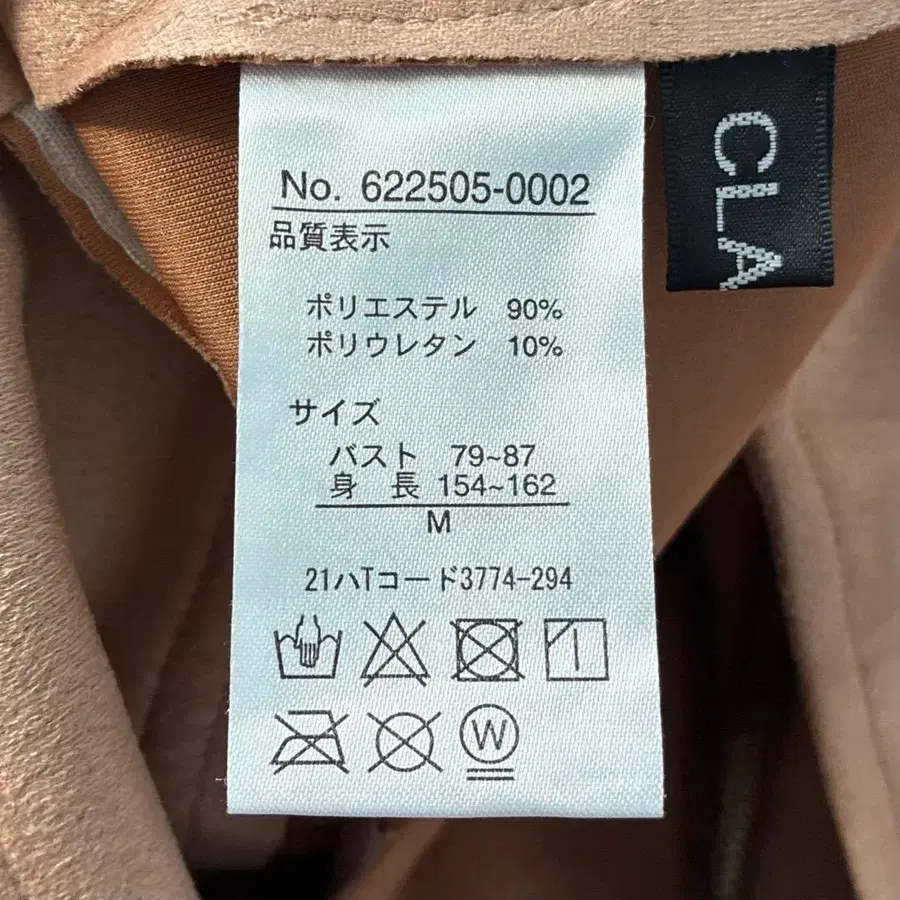 No. 622505-0002
品質表示
ポリエステル 90%
ポリウレタン 10%
サイズ
バスト 79~87
身 長 154~162
M
21ハTコード3774-294
W
CLA